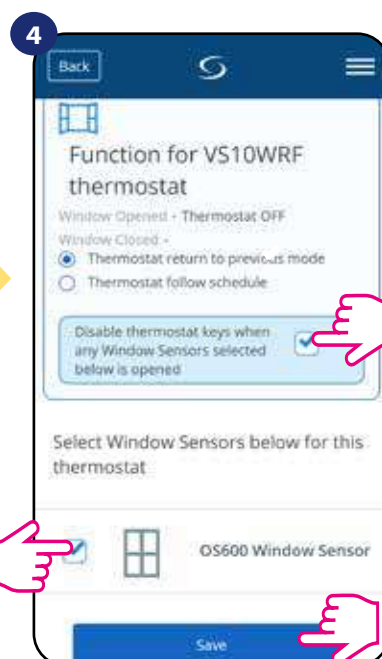 4
Back
Function for VS10WRF
thermostat
Window Opened - Thermostat OFF
Window Closed -
Thermostat return to previous mode
Thermostat follow schedule
Disable thermostat keys when
any Window Sensors selected
below is opened
Select Window Sensors below for this
thermostat
OS600 Window Sensor
Save